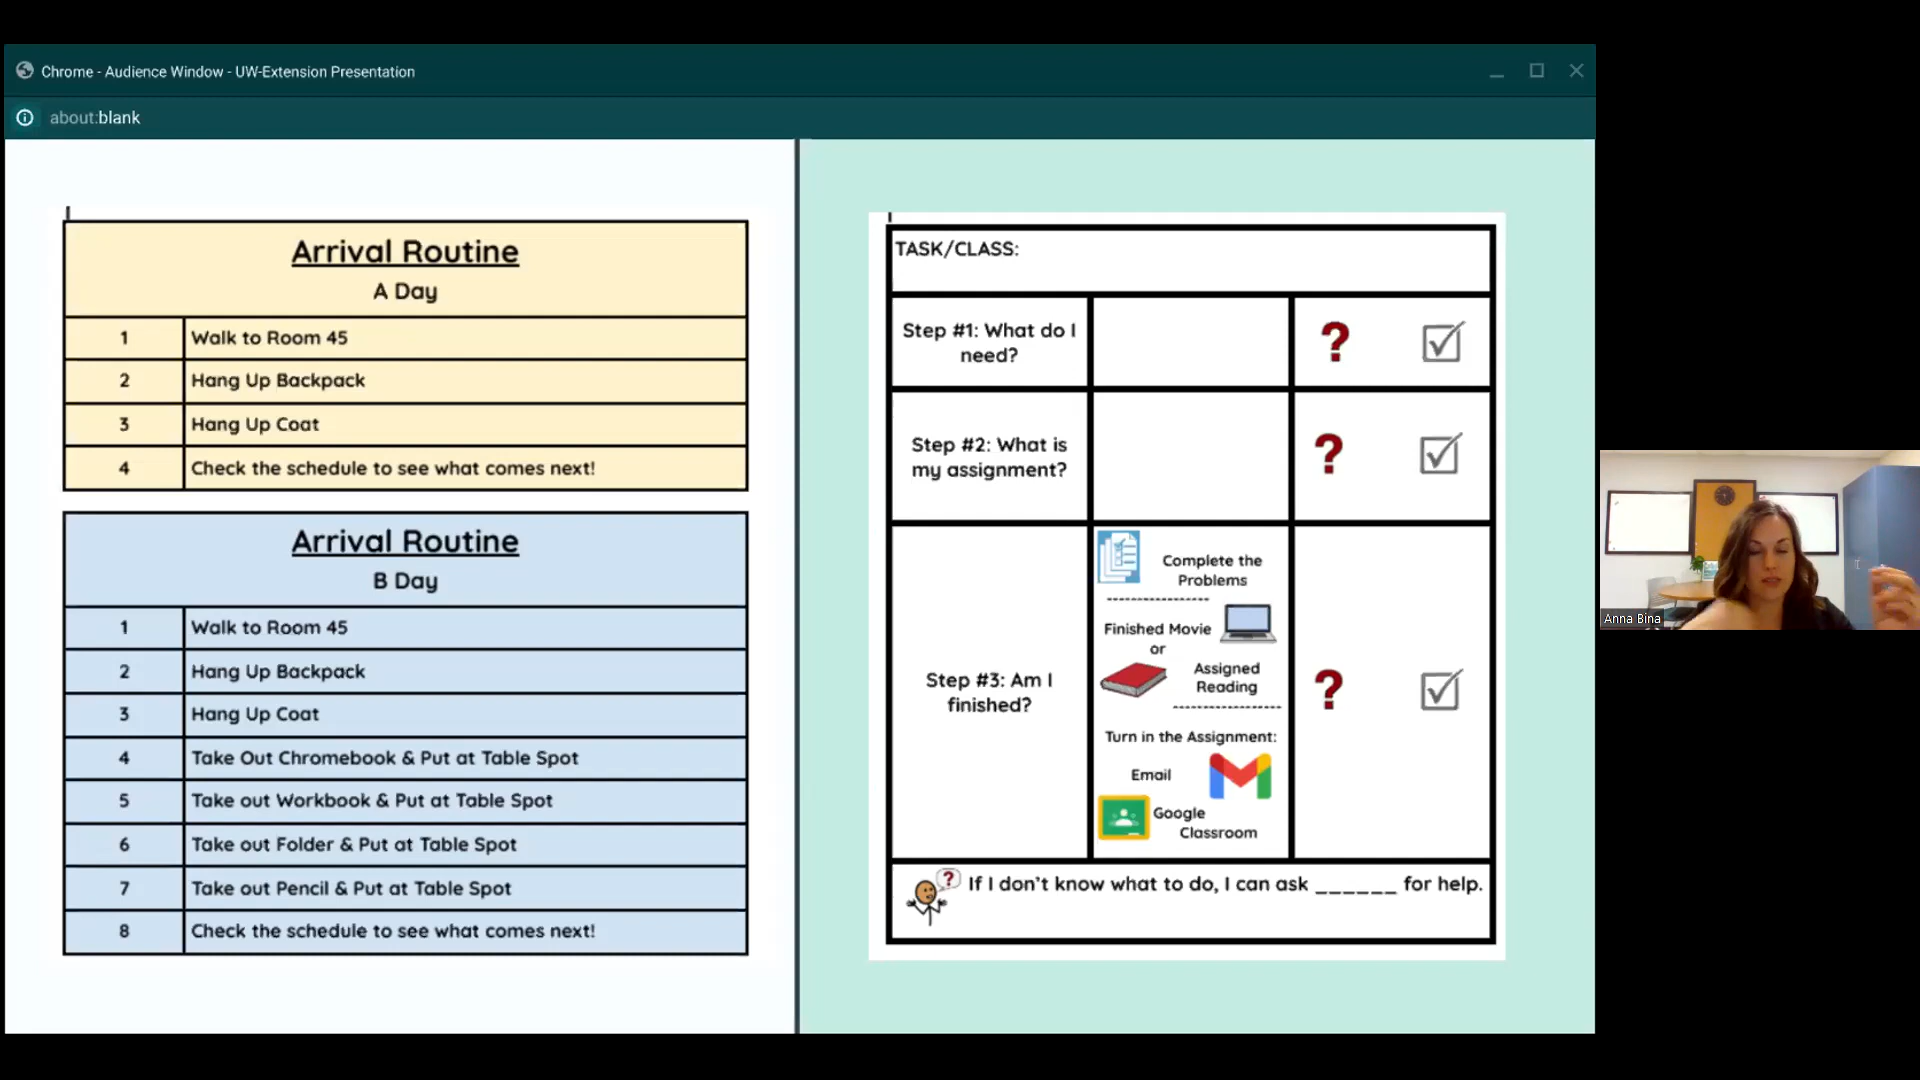 Chrome - Audience Window - UW-Extension Presentation
about:blank
Arrival Routine
A Day
1 Walk to Room 45
2 Hang Up Backpack
3 Hang Up Coat
4 Check the schedule to see what comes next!
Arrival Routine
B Day
1 Walk to Room 45
2 Hang Up Backpack
3 Hang Up Coat
4 Take Out Chromebook & Put at Table Spot
5 Take out Workbook & Put at Table Spot
6 Take out Folder & Put at Table Spot
7 Take out Pencil & Put at Table Spot
8 Check the schedule to see what comes next!
TASK/CLASS:
Step #1: What do I
need?
?
Step #2: What is
my assignment?
?
Step #3: Am I
finished?
Complete the
Problems
Finished Movie
or
Assigned
Reading
Turn in the Assignment:
Email
Google
Classroom
?
? If I don't know what to do, I can ask ______ for help.
Anna Bina